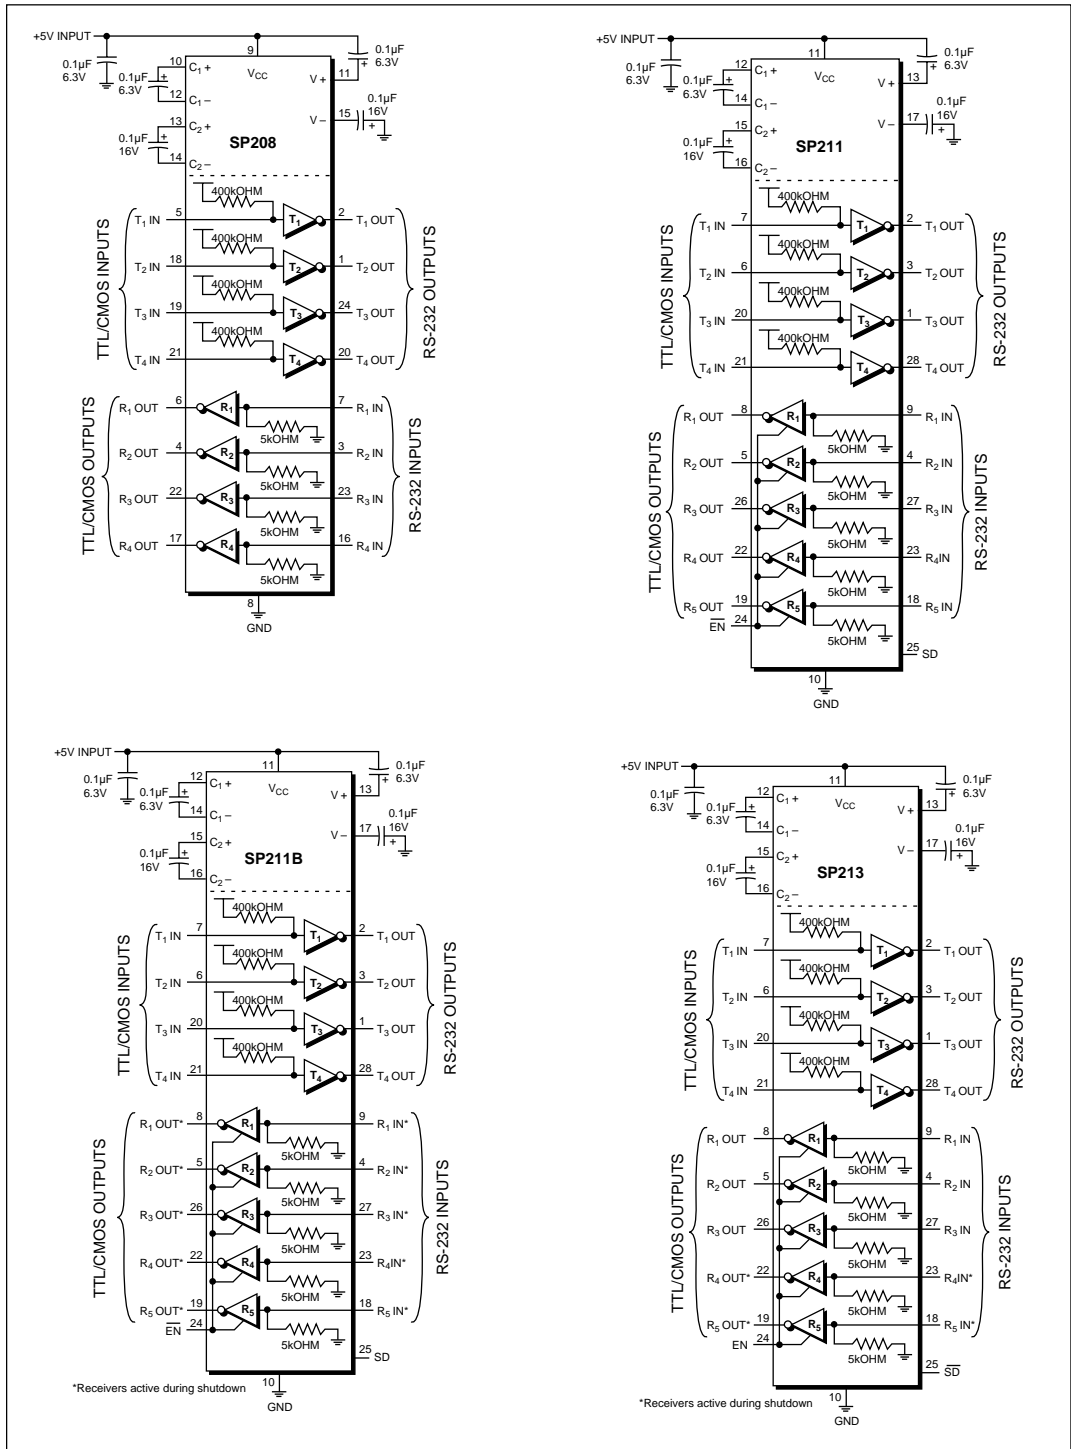 +5V INPUT
9
0.1µF
6.3V
0.1µF
6.3V
0.1µF
6.3V
10
C1 +
12
C1 –
VCC
V +
11
13
C2 +
0.1µF
16V
14
C2 –
V –
15
0.1µF
16V
SP208
TTL/CMOS INPUTS
RS-232 OUTPUTS
400kOHM
T1 IN 5 T1 2 T1 OUT
400kOHM
T2 IN 18 T2 1 T2 OUT
400kOHM
T3 IN 19 T3 24 T3 OUT
400kOHM
T4 IN 21 T4 20 T4 OUT
TTL/CMOS OUTPUTS
RS-232 INPUTS
R1 OUT 6 R1 7 R1 IN
5kOHM
R2 OUT 4 R2 3 R2 IN
5kOHM
R3 OUT 22 R3 23 R3 IN
5kOHM
R4 OUT 17 R4 16 R4 IN
5kOHM
8
GND
+5V INPUT
11
0.1µF
6.3V
0.1µF
6.3V
0.1µF
6.3V
12
C1 +
14
C1 –
VCC
V +
13
15
C2 +
0.1µF
16V
16
C2 –
V –
17
0.1µF
16V
SP211
TTL/CMOS INPUTS
RS-232 OUTPUTS
400kOHM
T1 IN 7 T1 2 T1 OUT
400kOHM
T2 IN 6 T2 3 T2 OUT
400kOHM
T3 IN 20 T3 1 T3 OUT
400kOHM
T4 IN 21 T4 28 T4 OUT
TTL/CMOS OUTPUTS
RS-232 INPUTS
R1 OUT 8 R1 9 R1 IN
5kOHM
R2 OUT 5 R2 4 R2 IN
5kOHM
R3 OUT 26 R3 27 R3 IN
5kOHM
R4 OUT 22 R4 23 R4IN
5kOHM
R5 OUT 19 R5 18 R5 IN
5kOHM
E̅N̅ 24
25 SD
10
GND
+5V INPUT
11
0.1µF
6.3V
0.1µF
6.3V
0.1µF
6.3V
12
C1 +
14
C1 –
VCC
V +
13
15
C2 +
0.1µF
16V
16
C2 –
V –
17
0.1µF
16V
SP211B
TTL/CMOS INPUTS
RS-232 OUTPUTS
400kOHM
T1 IN 7 T1 2 T1 OUT
400kOHM
T2 IN 6 T2 3 T2 OUT
400kOHM
T3 IN 20 T3 1 T3 OUT
400kOHM
T4 IN 21 T4 28 T4 OUT
TTL/CMOS OUTPUTS
RS-232 INPUTS
R1 OUT* 8 R1 9 R1 IN*
5kOHM
R2 OUT* 5 R2 4 R2 IN*
5kOHM
R3 OUT* 26 R3 27 R3 IN*
5kOHM
R4 OUT* 22 R4 23 R4IN*
5kOHM
R5 OUT* 19 R5 18 R5 IN*
5kOHM
E̅N̅ 24
25 SD
10
GND
*Receivers active during shutdown
+5V INPUT
11
0.1µF
6.3V
0.1µF
6.3V
0.1µF
6.3V
12
C1 +
14
C1 –
VCC
V +
13
15
C2 +
0.1µF
16V
16
C2 –
V –
17
0.1µF
16V
SP213
TTL/CMOS INPUTS
RS-232 OUTPUTS
400kOHM
T1 IN 7 T1 2 T1 OUT
400kOHM
T2 IN 6 T2 3 T2 OUT
400kOHM
T3 IN 20 T3 1 T3 OUT
400kOHM
T4 IN 21 T4 28 T4 OUT
TTL/CMOS OUTPUTS
RS-232 INPUTS
R1 OUT 8 R1 9 R1 IN
5kOHM
R2 OUT 5 R2 4 R2 IN
5kOHM
R3 OUT 26 R3 27 R3 IN
5kOHM
R4 OUT* 22 R4 23 R4IN*
5kOHM
R5 OUT* 19 R5 18 R5 IN*
5kOHM
EN 24
25 S̅D̅
10
GND
*Receivers active during shutdown